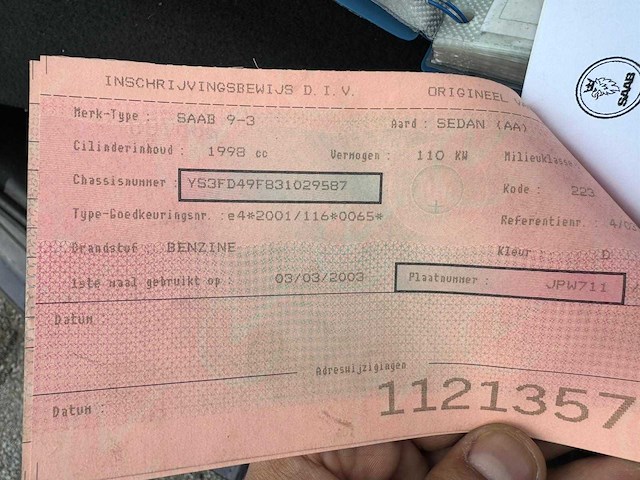 INSCHRIJVINGSBEWIJS D.I.V. ORIGINEEL
Merk-Type : SAAB 9-3 Aard : SEDAN (AA)
Cilinderinhoud : 1998 cc Vermogen : 110 KW Milieuklasse
Chassisnummer : YS3FD49FB31029587 Kode : 223
Type-Goedkeuringsnr. : e4*2001/116*0065* Referentienr. 4/
Brandstof : BENZINE Kleur D
1ste maal gebruikt op : 03/03/2003 Plaatnummer : JPW711
Datum :
Adreswijzigingen
Datum : 1121357
SAAB